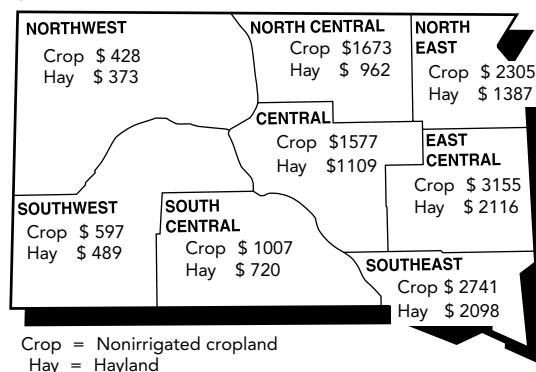 NORTHWEST
Crop $ 428
Hay $ 373
NORTH CENTRAL
Crop $1673
Hay $ 962
NORTH
EAST
Crop $ 2305
Hay $ 1387
CENTRAL
Crop $1577
Hay $1109
EAST
CENTRAL
Crop $ 3155
Hay $ 2116
SOUTHWEST
Crop $ 597
Hay $ 489
SOUTH
CENTRAL
Crop $ 1007
Hay $ 720
SOUTHEAST
Crop $ 2741
Hay $ 2098
Crop = Nonirrigated cropland
Hay = Hayland